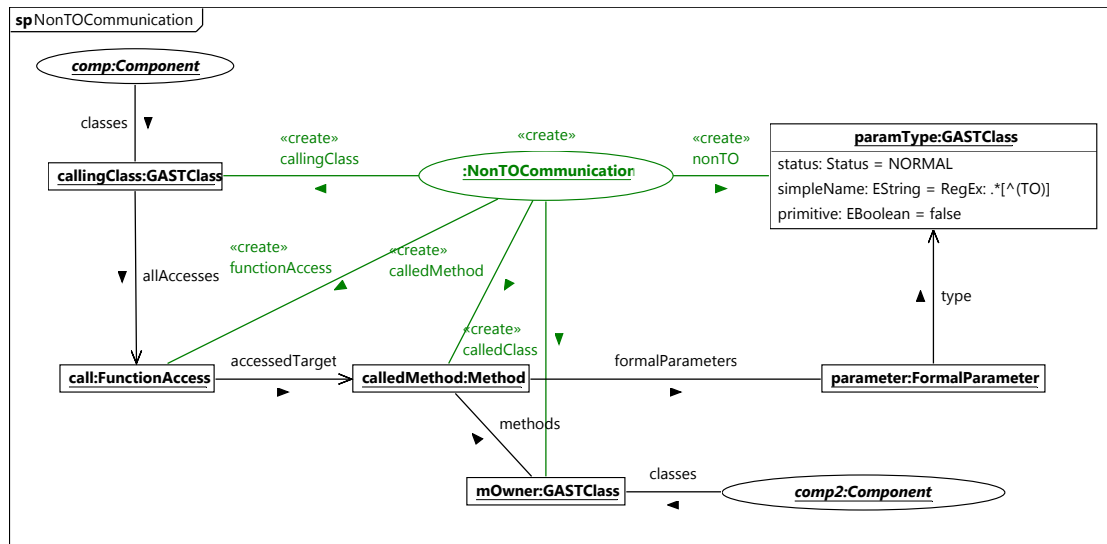 sp NonTOCommunication
comp:Component
classes
«create»
callingClass
«create»
«create»
nonTO
callingClass:GASTClass
:NonTOCommunication
paramType:GASTClass
status: Status = NORMAL
simpleName: EString = RegEx: .*[^(TO)]
primitive: EBoolean = false
«create»
functionAccess
«create»
calledMethod
allAccesses
type
«create»
calledClass
accessedTarget
formalParameters
call:FunctionAccess
calledMethod:Method
parameter:FormalParameter
methods
classes
mOwner:GASTClass
comp2:Component